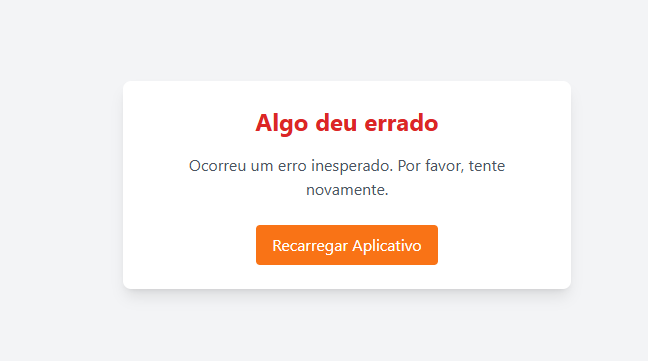 Algo deu errado
Ocorreu um erro inesperado. Por favor, tente
novamente.
Recarregar Aplicativo